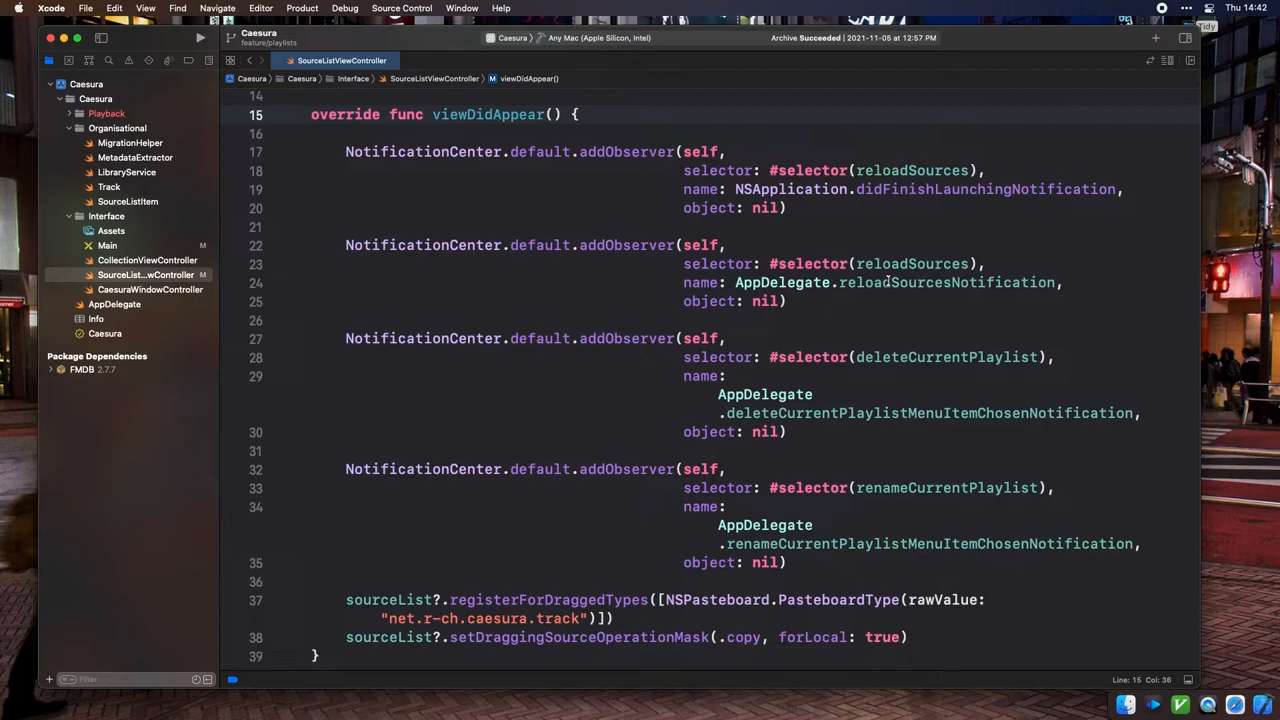 Xcode File Edit View Find Navigate Editor Product Debug Source Control Window Help
Thu 14:42
Tidy
Caesura
feature/playlists
Caesura Any Mac (Apple Silicon, Intel)
Archive Succeeded | 2021-11-05 at 12:57 PM
SourceListViewController
Caesura Caesura Interface SourceListViewController M viewDidAppear()
Caesura
Caesura
Playback
Organisational
MigrationHelper
MetadataExtractor
LibraryService
Track
SourceListItem
Interface
Assets
Main M
CollectionViewController
SourceList...wController M
CaesuraWindowController
AppDelegate
Info
Caesura
Package Dependencies
FMDB 2.7.7
Filter
14
15 override func viewDidAppear() {
16
17 NotificationCenter.default.addObserver(self,
18 selector: #selector(reloadSources),
19 name: NSApplication.didFinishLaunchingNotification,
20 object: nil)
21
22 NotificationCenter.default.addObserver(self,
23 selector: #selector(reloadSources),
24 name: AppDelegate.reloadSourcesNotification,
25 object: nil)
26
27 NotificationCenter.default.addObserver(self,
28 selector: #selector(deleteCurrentPlaylist),
29 name:
AppDelegate
.deleteCurrentPlaylistMenuItemChosenNotification,
30 object: nil)
31
32 NotificationCenter.default.addObserver(self,
33 selector: #selector(renameCurrentPlaylist),
34 name:
AppDelegate
.renameCurrentPlaylistMenuItemChosenNotification,
35 object: nil)
36
37 sourceList?.registerForDraggedTypes([NSPasteboard.PasteboardType(rawValue:
"net.r-ch.caesura.track")])
38 sourceList?.setDraggingSourceOperationMask(.copy, forLocal: true)
39 }
Line: 15 Col: 36